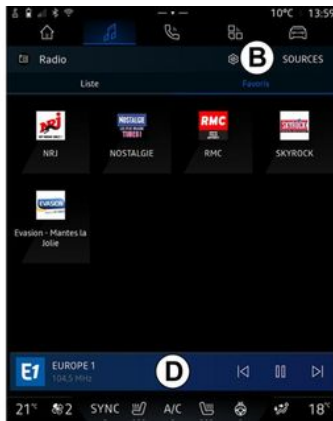 10°C 13:59
Radio
B
SOURCES
Liste
Favoris
NRJ
NRJ
NOSTALGIE
NOSTALGIE
RMC
RMC
SKYROCK
SKYROCK
EVASION
Evasion - Mantes la
Jolie
E1
EUROPE 1
104,5 MHz
D
21°C
2
SYNC
A/C
18°C